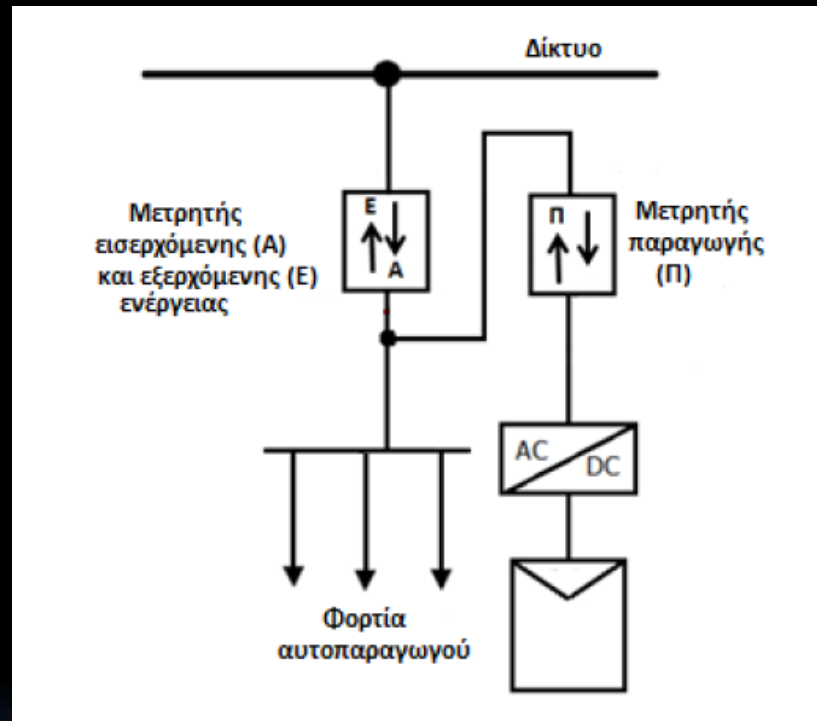 Δίκτυο
Μετρητής
εισερχόμενης (Α)
και εξερχόμενης (Ε)
ενέργειας
Ε
Α
Π
Μετρητής
παραγωγής
(Π)
AC
DC
Φορτία
αυτοπαραγωγού